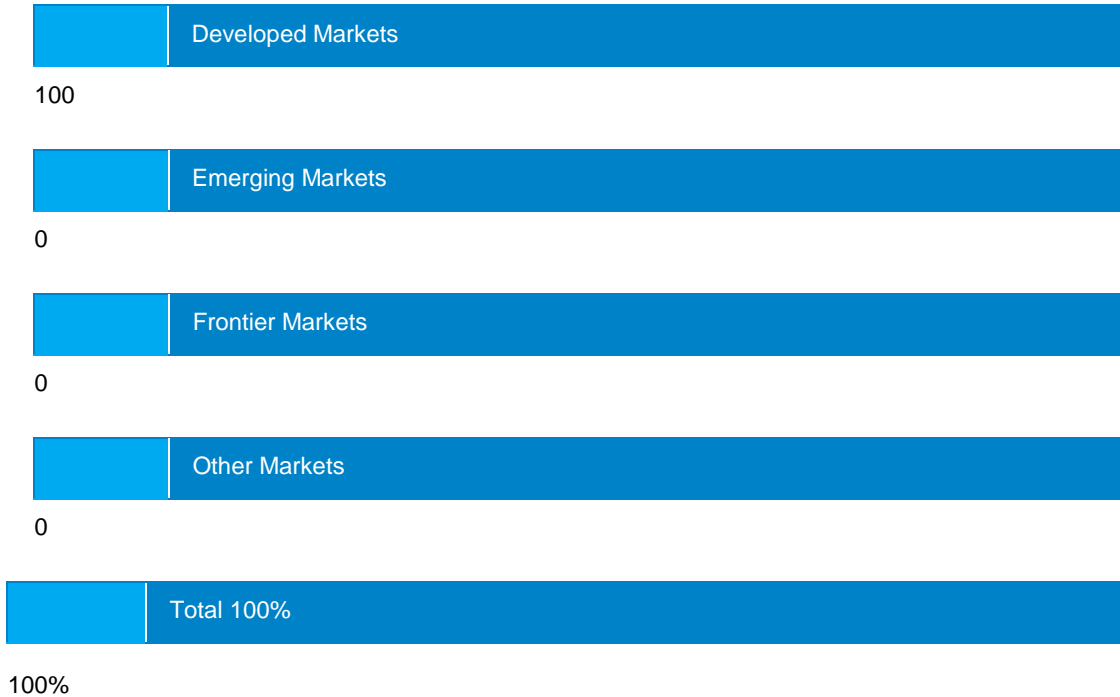 Developed Markets
100
Emerging Markets
0
Frontier Markets
0
Other Markets
0
Total 100%
100%